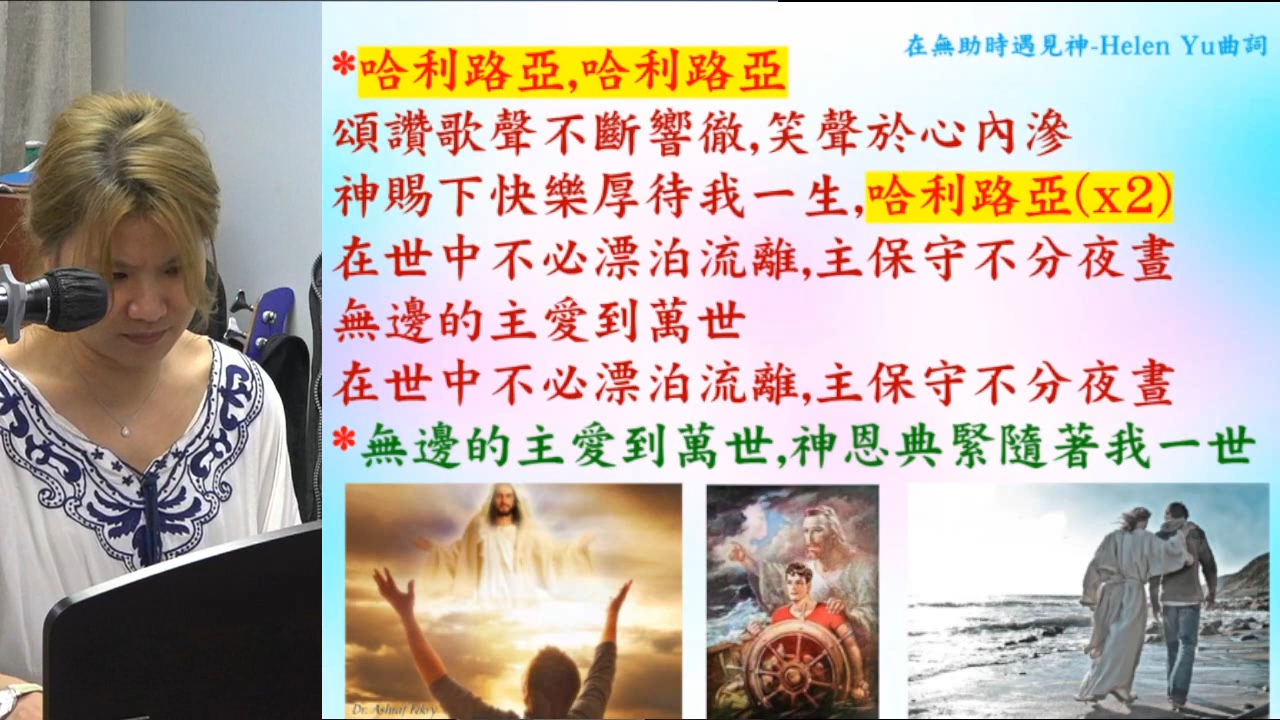 在無助時遇見神-Helen Yu曲詞
*哈利路亞,哈利路亞
頌讚歌聲不斷響徹,笑聲於心內滲
神賜下快樂厚待我一生,哈利路亞(x2)
在世中不必漂泊流離,主保守不分夜晝
無邊的主愛到萬世
在世中不必漂泊流離,主保守不分夜晝
*無邊的主愛到萬世,神恩典緊隨著我一世
Dr. Ashraf Fekry